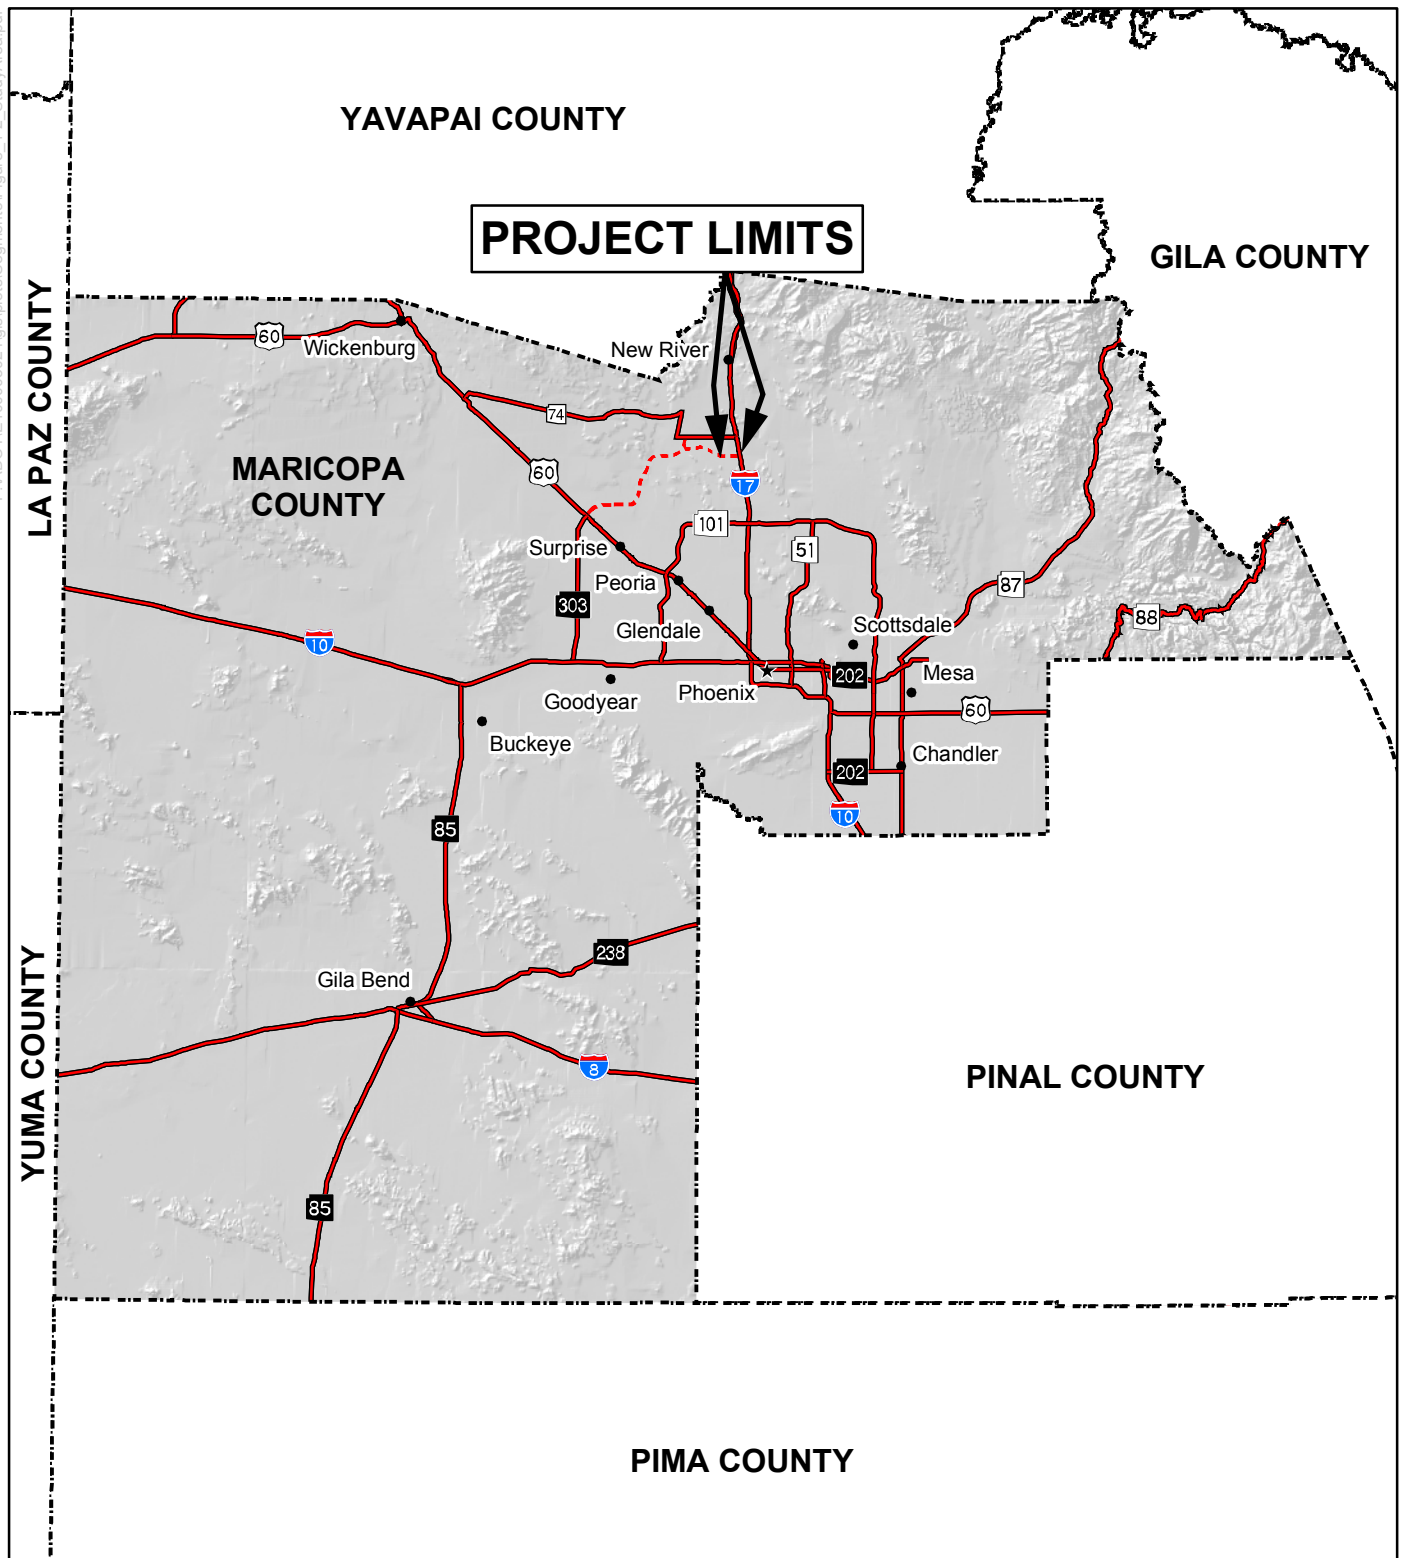 YAVAPAI COUNTY
PROJECT LIMITS
GILA COUNTY
LA PAZ COUNTY
60
Wickenburg
New River
74
MARICOPA
COUNTY
60
17
101
51
Surprise
Peoria
87
303
88
Glendale
Scottsdale
10
202
Mesa
Goodyear
Phoenix
60
Buckeye
Chandler
202
10
85
238
Gila Bend
YUMA COUNTY
8
PINAL COUNTY
85
PIMA COUNTY